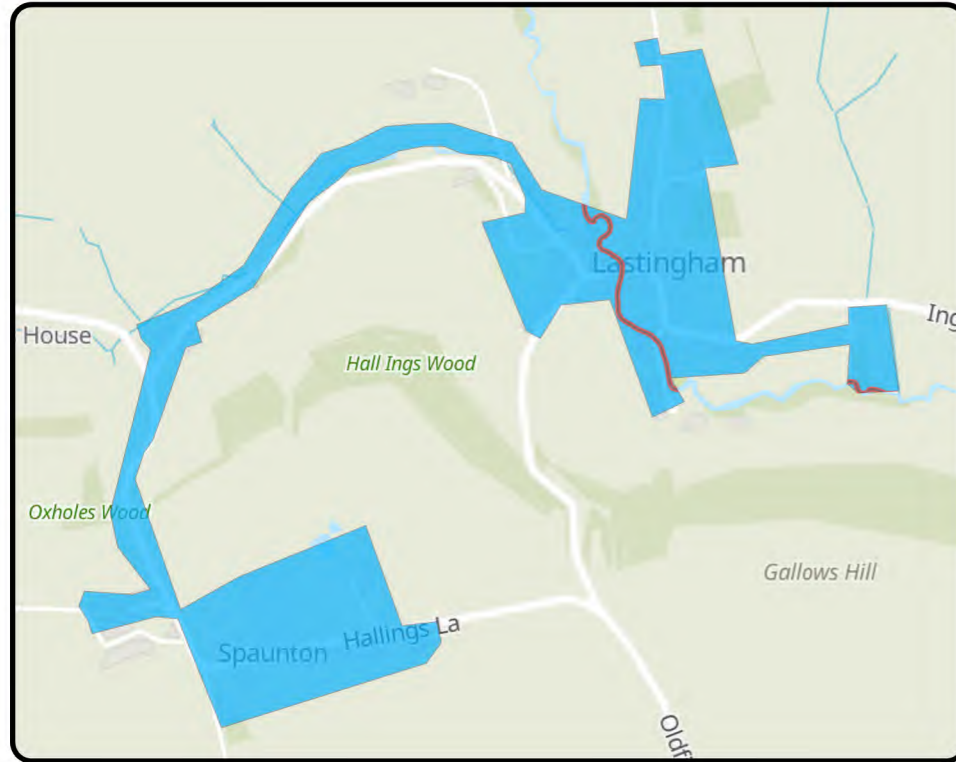 Lastingham
House
Ing
Hall Ings Wood
Oxholes Wood
Gallows Hill
Spaunton
Hallings La
Oldf